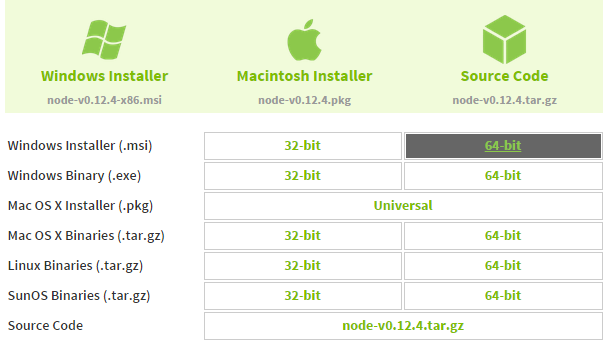 Windows Installer Macintosh Installer Source Code
node-v0.12.4-x86.msi node-v0.12.4.pkg node-v0.12.4.tar.gz
Windows Installer (.msi) 32-bit 64-bit
Windows Binary (.exe) 32-bit 64-bit
Mac OS X Installer (.pkg) Universal
Mac OS X Binaries (.tar.gz) 32-bit 64-bit
Linux Binaries (.tar.gz) 32-bit 64-bit
SunOS Binaries (.tar.gz) 32-bit 64-bit
Source Code node-v0.12.4.tar.gz